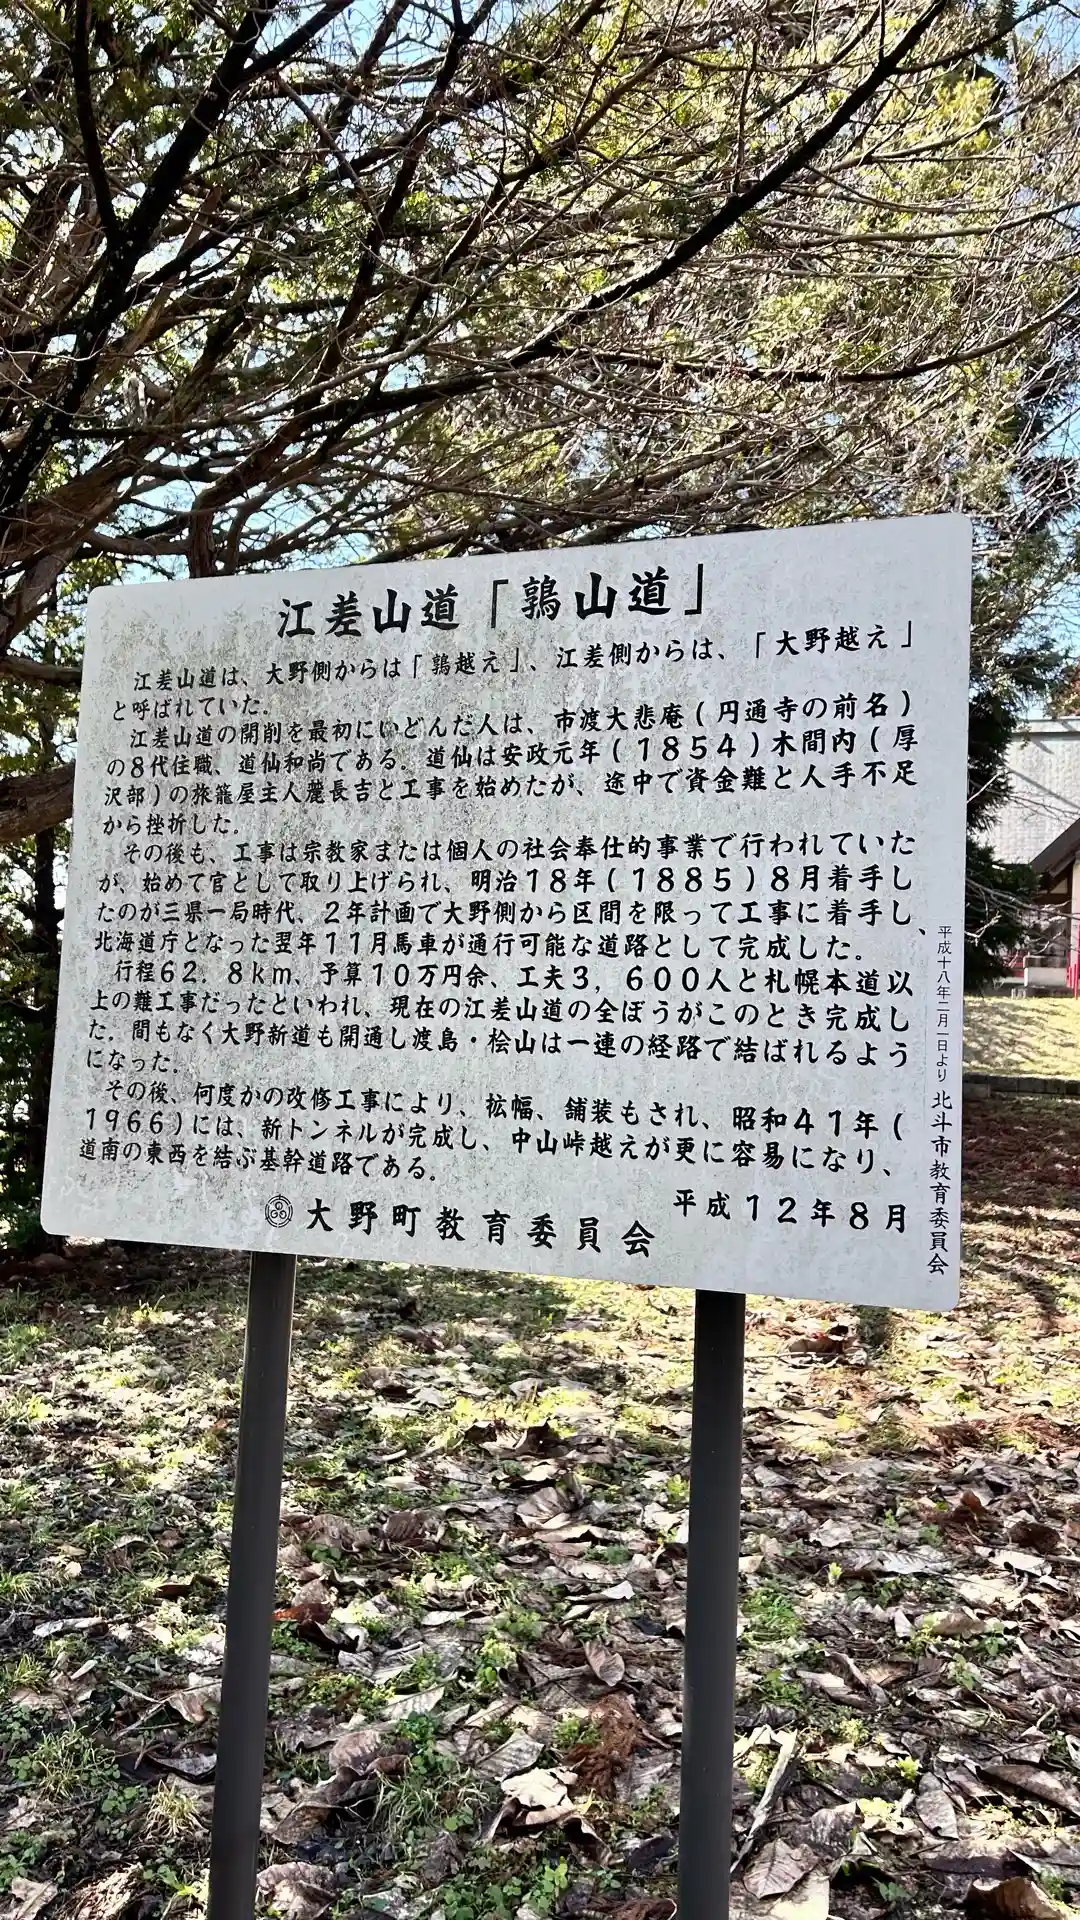 江差山道「鶉山道」
江差山道は、大野側からは「鶉越え」、江差側からは、「大野越え」
と呼ばれていた。
江差山道の開削を最初にいどんだ人は、市渡大悲庵(円通寺の前名)
の8代住職、道仙和尚である。道仙は安政元年(1854)木間内(厚
沢部)の旅籠屋主人麓長吉と工事を始めたが、途中で資金難と人手不足
から挫折した。
その後も、工事は宗教家または個人の社会奉仕的事業で行われていた
が、始めて官として取り上げられ、明治18年(1885)8月着手し
たのが三県一局時代、2年計画で大野側から区間を限って工事に着手し、
北海道庁となった翌年11月馬車が通行可能な道路として完成した。
行程62.8km、予算10万円余、工夫3,600人と札幌本道以
上の難工事だったといわれ、現在の江差山道の全ぼうがこのとき完成し
た。間もなく大野新道も開通し渡島・桧山は一連の経路で結ばれるよう
になった。
その後、何度かの改修工事により、拡幅、舗装もされ、昭和41年(
1966)には、新トンネルが完成し、中山峠越えが更に容易になり、
道南の東西を結ぶ基幹道路である。
平成12年8月
大野町教育委員会
平成十八年二月一日より 北斗市教育委員会